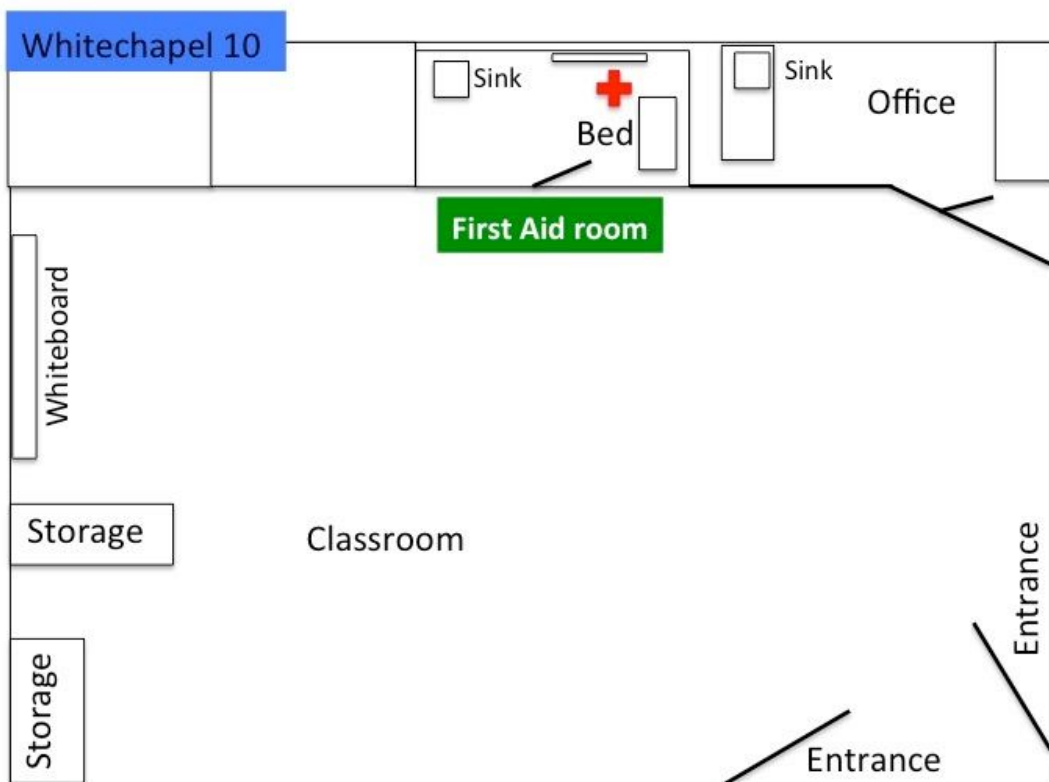 Whitechapel 10
Sink
Sink
Office
Bed
First Aid room
Whiteboard
Storage
Classroom
Entrance
Storage
Entrance